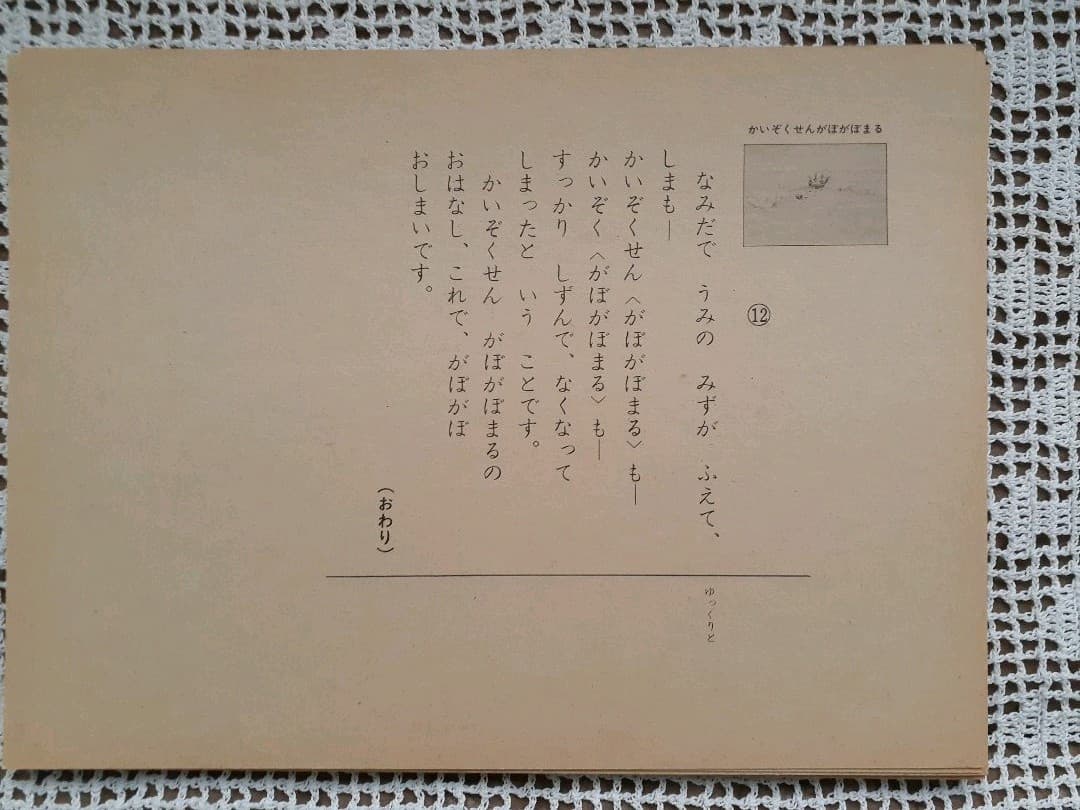 かいぞくせんがぼがぼまる
⑫
なみだで うみの みずが ふえて、
しまも―
かいぞくせん〈がぼがぼまる〉も―
かいぞく〈がぼがぼまる〉も―
すっかり しずんで、なくなって
しまったと いう ことです。
かいぞくせん がぼがぼまるの
おはなし、これで、がぼがぼ
おしまいです。
(おわり)
ゆっくりと